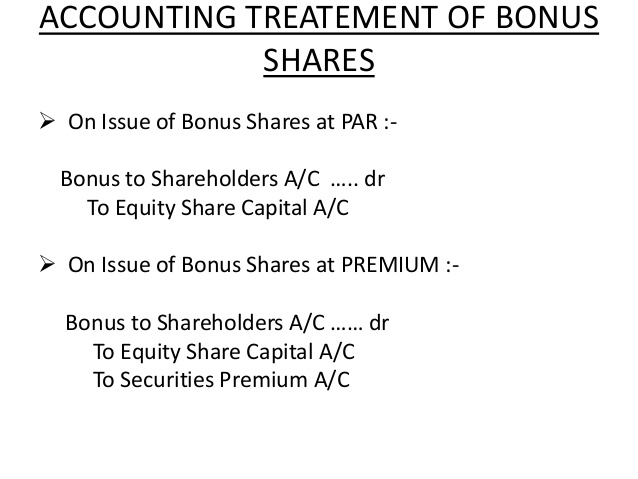 ACCOUNTING TREATEMENT OF BONUS
SHARES
➢ On Issue of Bonus Shares at PAR :-
Bonus to Shareholders A/C ….. dr
To Equity Share Capital A/C
➢ On Issue of Bonus Shares at PREMIUM :-
Bonus to Shareholders A/C …... dr
To Equity Share Capital A/C
To Securities Premium A/C